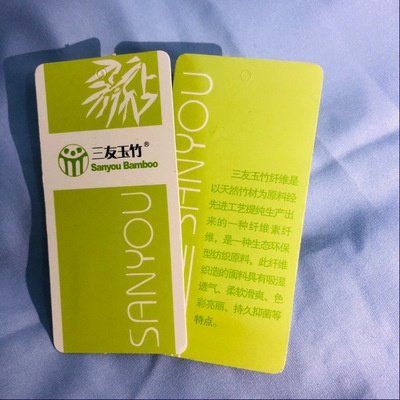 三友玉竹®
Sanyou Bamboo
SANYOU
SANYOU
三友玉竹纤维是
以天然竹材为原料经
先进工艺提纯生产出
来的一种纤维素纤
维，是一种生态环保
型纺织原料，此纤维
织造的面料具有吸湿
透气、柔软滑爽、色
彩亮丽、持久抑菌等
特点。